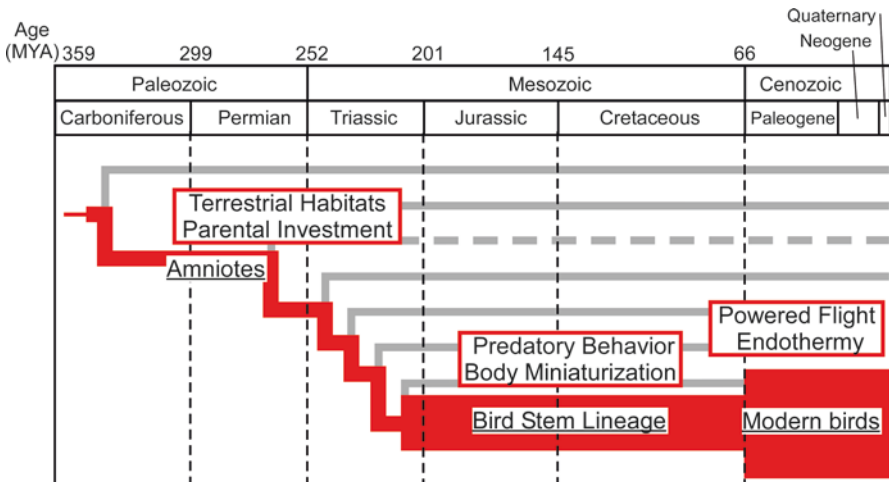 Quaternary
Neogene
Age
(MYA) 359 299 252 201 145 66
Paleozoic Mesozoic Cenozoic
Carboniferous Permian Triassic Jurassic Cretaceous Paleogene
Terrestrial Habitats
Parental Investment
Amniotes
Powered Flight
Endothermy
Predatory Behavior
Body Miniaturization
Bird Stem Lineage Modern birds